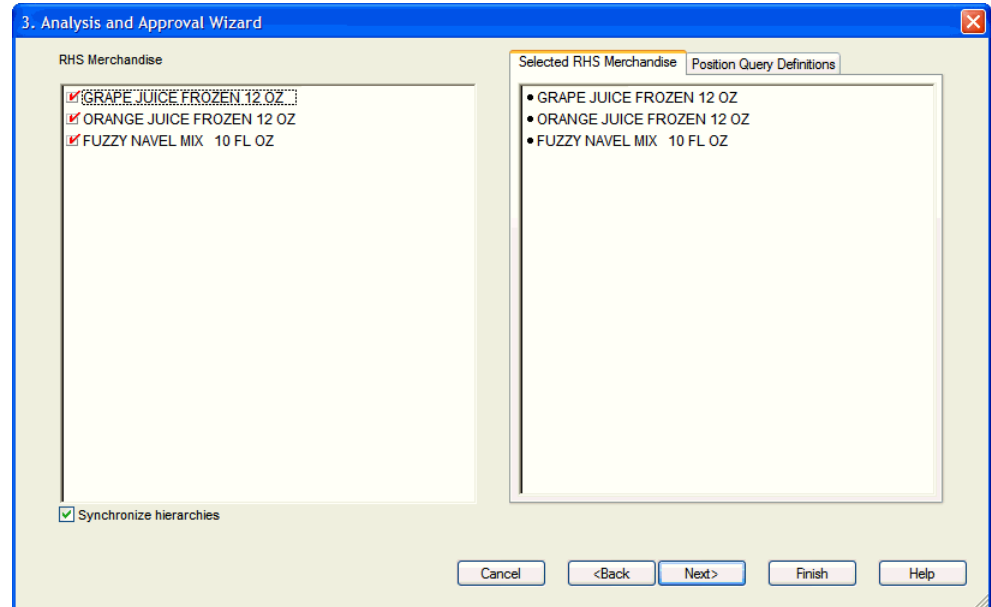 3. Analysis and Approval Wizard
RHS Merchandise
GRAPE JUICE FROZEN 12 OZ
ORANGE JUICE FROZEN 12 OZ
FUZZY NAVEL MIX 10 FL OZ
Synchronize hierarchies
Selected RHS Merchandise Position Query Definitions
GRAPE JUICE FROZEN 12 OZ
ORANGE JUICE FROZEN 12 OZ
FUZZY NAVEL MIX 10 FL OZ
Cancel <Back Next> Finish Help